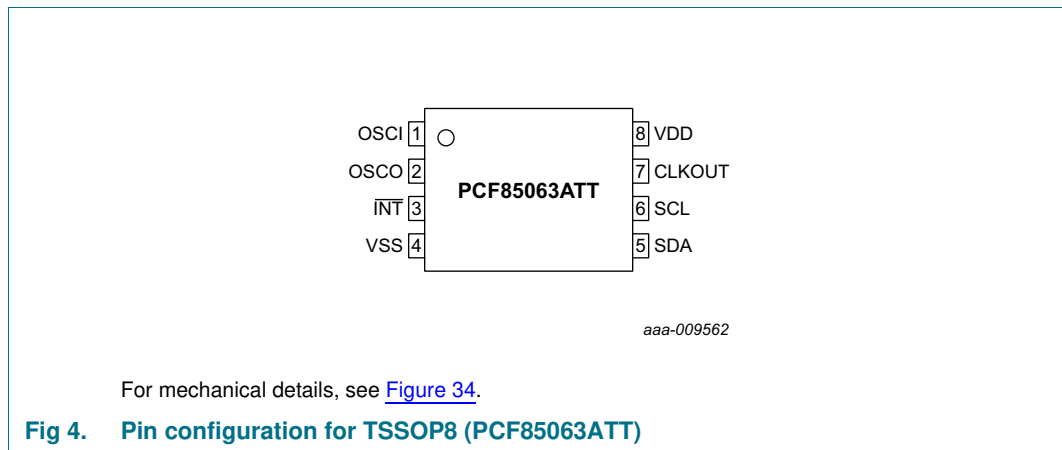 OSCI 1
OSCO 2
INT 3
VSS 4
PCF85063ATT
8 VDD
7 CLKOUT
6 SCL
5 SDA
aaa-009562
For mechanical details, see Figure 34.
Fig 4. Pin configuration for TSSOP8 (PCF85063ATT)